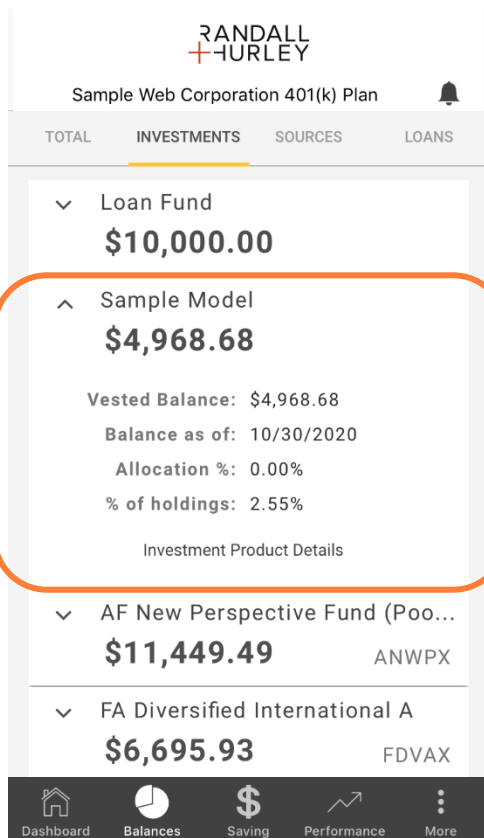 RANDALL
HURLEY
Sample Web Corporation 401(k) Plan
TOTAL INVESTMENTS SOURCES LOANS
Loan Fund
$10,000.00
Sample Model
$4,968.68
Vested Balance: $4,968.68
Balance as of: 10/30/2020
Allocation %: 0.00%
% of holdings: 2.55%
Investment Product Details
AF New Perspective Fund (Poo...
$11,449.49 ANWPX
FA Diversified International A
$6,695.93 FDVAX
Dashboard Balances Saving Performance More